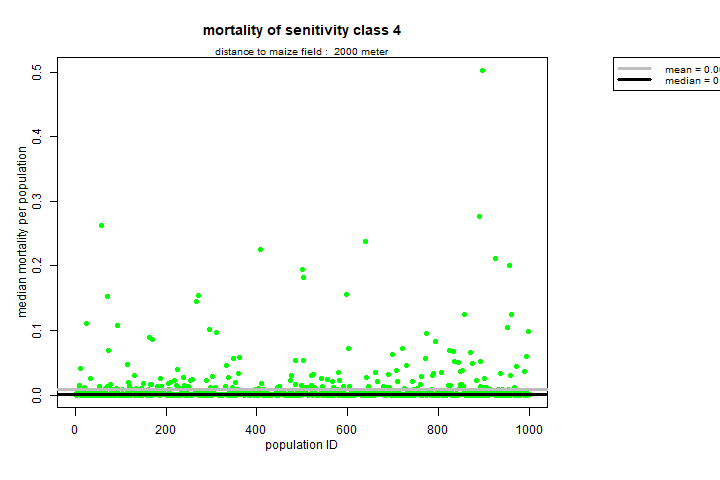 mortality of senitivity class 4
distance to maize field : 2000 meter
mean = 0.00
median = 0
median mortality per population
0.5
0.4
0.3
0.2
0.1
0.0
0 200 400 600 800 1000
population ID